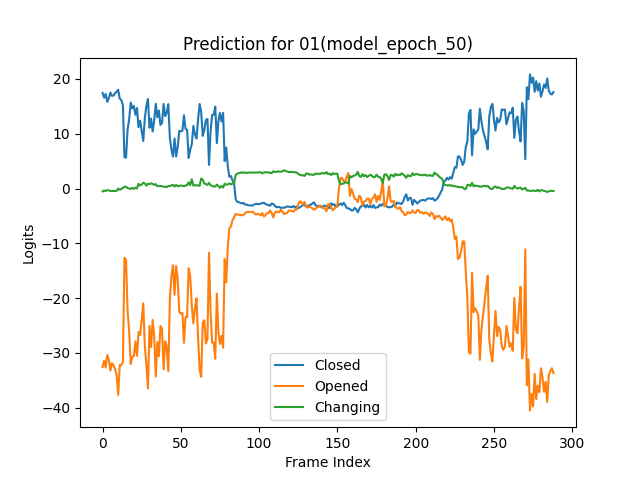 Prediction for 01(model_epoch_50)
Logits
20
10
0
−10
−20
−30
−40
Closed
Opened
Changing
0 50 100 150 200 250 300
Frame Index